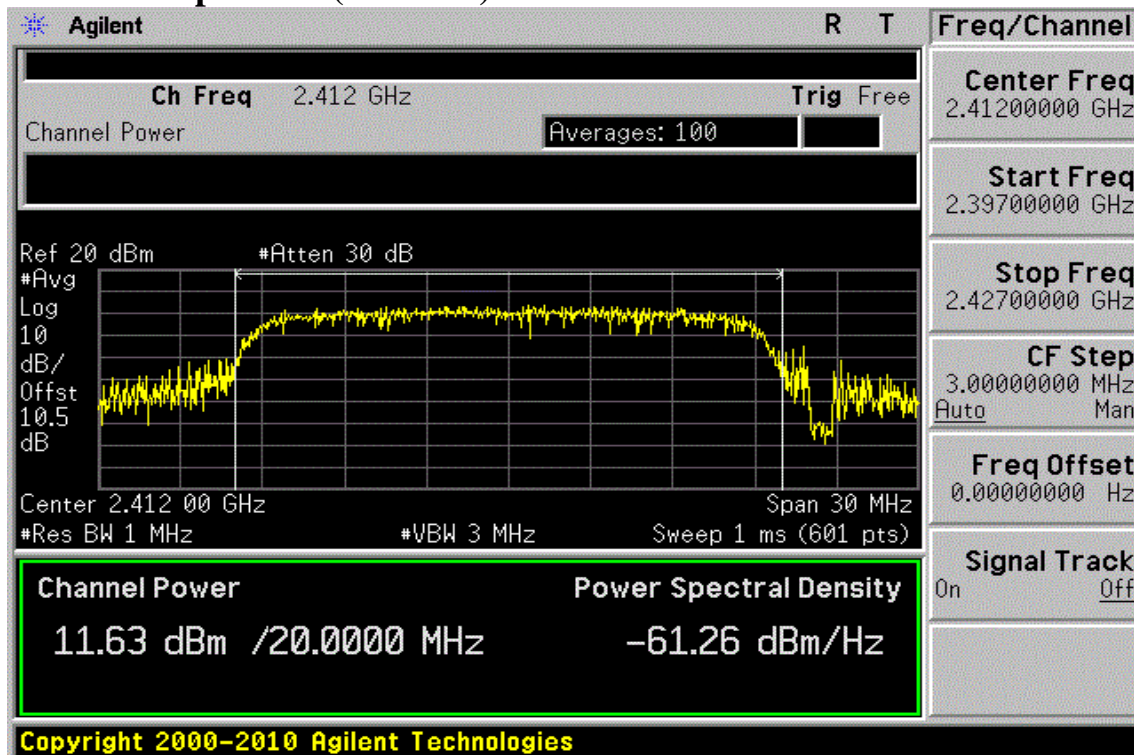 Agilent R T Freq/Channel
Ch Freq 2.412 GHz Trig Free
Channel Power Averages: 100
Center Freq
2.41200000 GHz
Start Freq
2.39700000 GHz
Stop Freq
2.42700000 GHz
CF Step
3.00000000 MHz
Auto Man
Freq Offset
0.00000000 Hz
Signal Track
On Off
Ref 20 dBm #Atten 30 dB
#Avg
Log
10
dB/
Offst
10.5
dB
Center 2.412 00 GHz Span 30 MHz
#Res BW 1 MHz #VBW 3 MHz Sweep 1 ms (601 pts)
Channel Power Power Spectral Density
11.63 dBm /20.0000 MHz -61.26 dBm/Hz
Copyright 2000-2010 Agilent Technologies